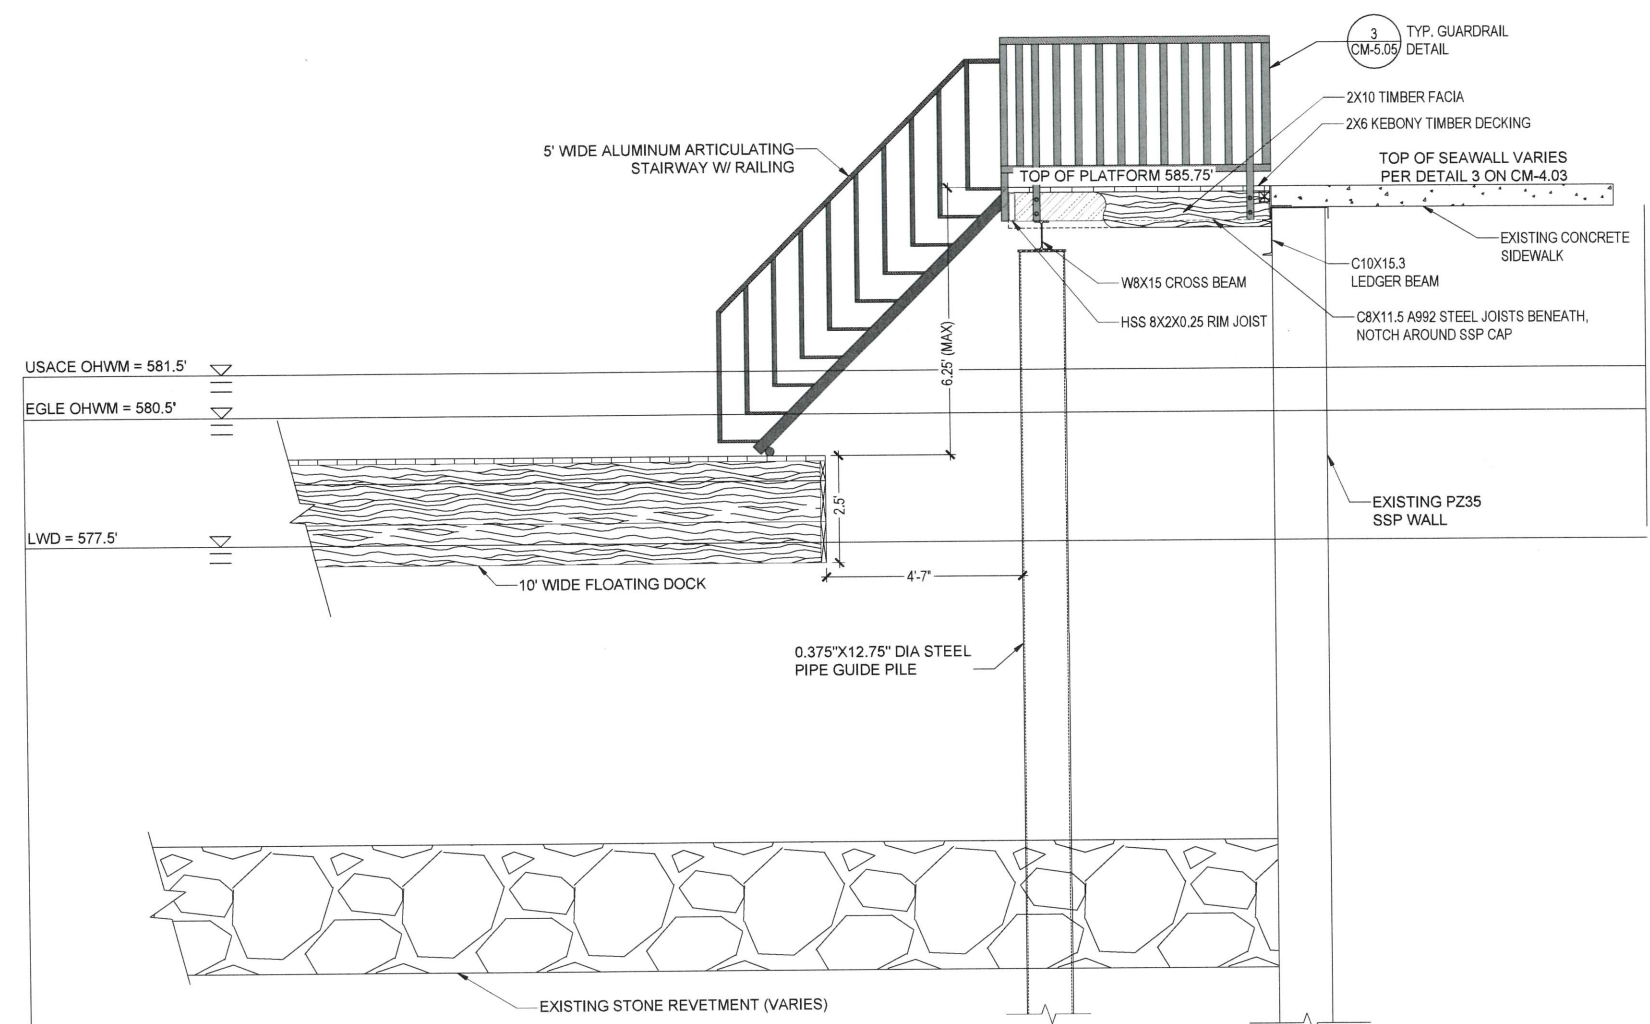 3
CM-5.05
TYP. GUARDRAIL
DETAIL
2X10 TIMBER FACIA
2X6 KEBONY TIMBER DECKING
5' WIDE ALUMINUM ARTICULATING
STAIRWAY W/ RAILING
TOP OF SEAWALL VARIES
PER DETAIL 3 ON CM-4.03
TOP OF PLATFORM 585.75'
EXISTING CONCRETE
SIDEWALK
C10X15.3
LEDGER BEAM
W8X15 CROSS BEAM
HSS 8X2X0.25 RIM JOIST
C8X11.5 A992 STEEL JOISTS BENEATH,
NOTCH AROUND SSP CAP
6.25' (MAX)
USACE OHWM = 581.5'
EGLE OHWM = 580.5'
2.5'
EXISTING PZ35
SSP WALL
LWD = 577.5'
10' WIDE FLOATING DOCK
4'-7"
0.375"X12.75" DIA STEEL
PIPE GUIDE PILE
EXISTING STONE REVETMENT (VARIES)